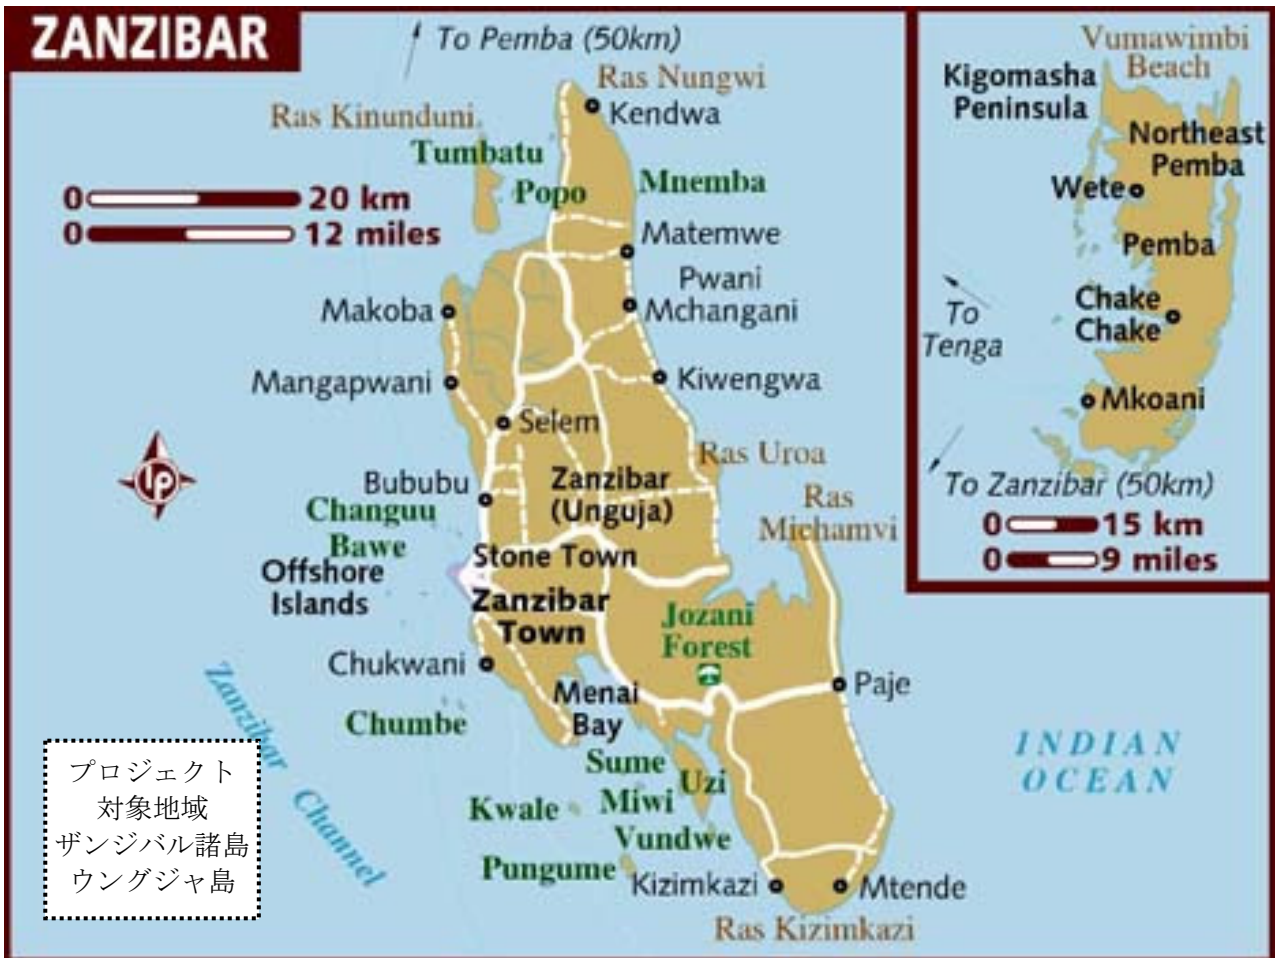 ZANZIBAR
To Pemba (50km)
Ras Nungwi
Kendwa
Ras Kinunduni
Tumbatu
Popo
Mnemba
0 20 km
0 12 miles
Matemwe
Pwani
Mchangani
Makoba
Mangapwani
Kiwengwa
Selem
Ras Uroa
Bububu
Zanzibar
(Unguja)
Ras
Michamvi
Changuu
Bawe
Stone Town
Offshore
Islands
Zanzibar
Town
Jozani
Forest
Chukwani
Menai
Bay
Paje
Chumbe
Zanzibar Channel
Sume
Uzi
Kwale
Miwi
Vundwe
Pungume
Kizimkazi
Mtende
Ras Kizimkazi
INDIAN
OCEAN
lp
プロジェクト
対象地域
ザンジバル諸島
ウングジャ島
Vumawimbi
Beach
Kigomasha
Peninsula
Northeast
Pemba
Wete
Pemba
Chake
Chake
To
Tenga
Mkoani
To Zanzibar (50km)
0 15 km
0 9 miles